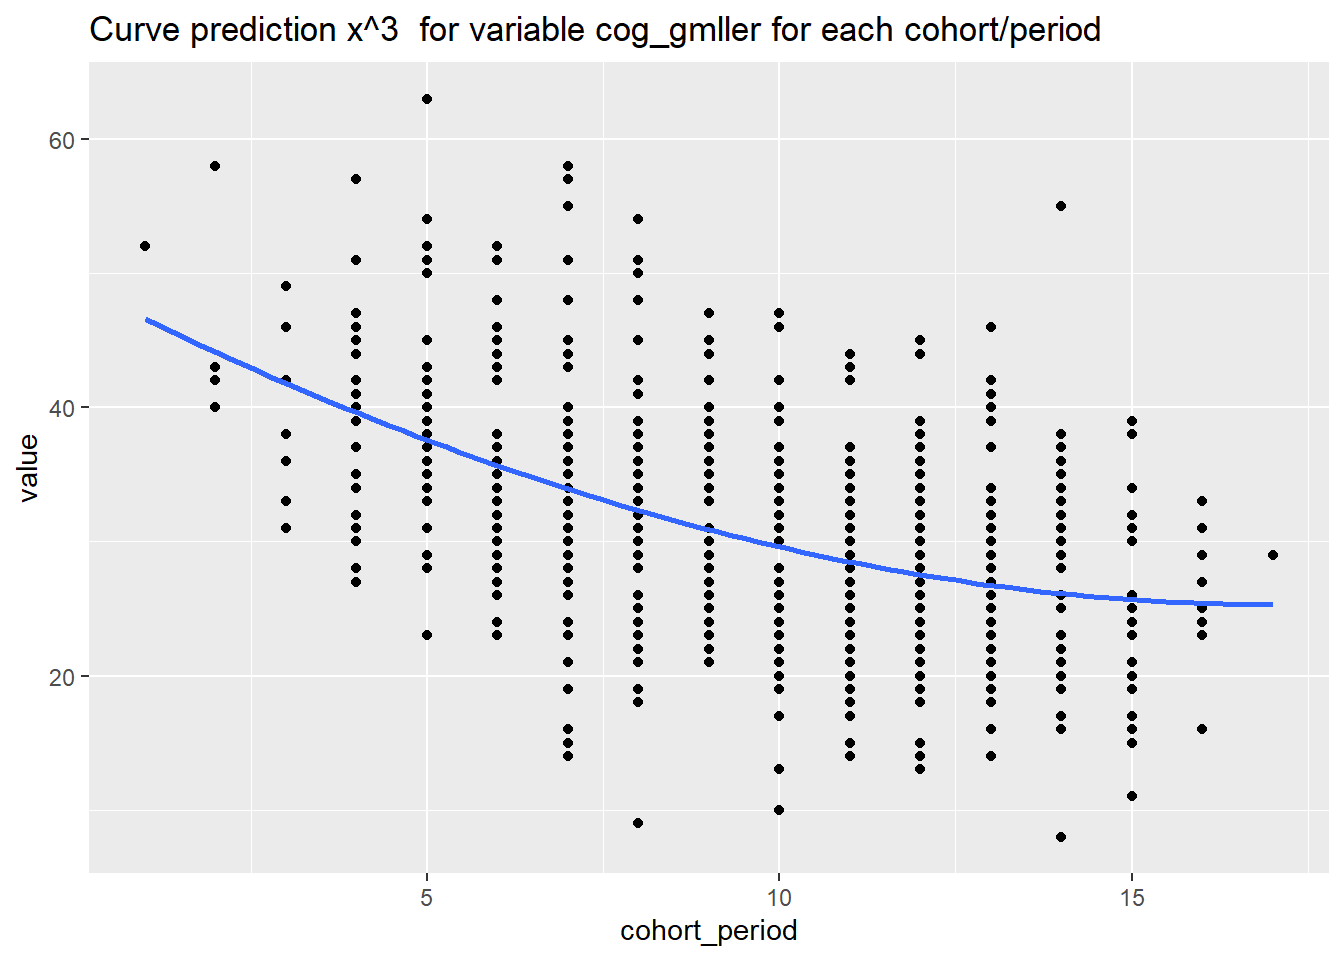 Curve prediction x^3  for variable cog_gmller for each cohort/period
60
40
20
value
5 10 15
cohort_period